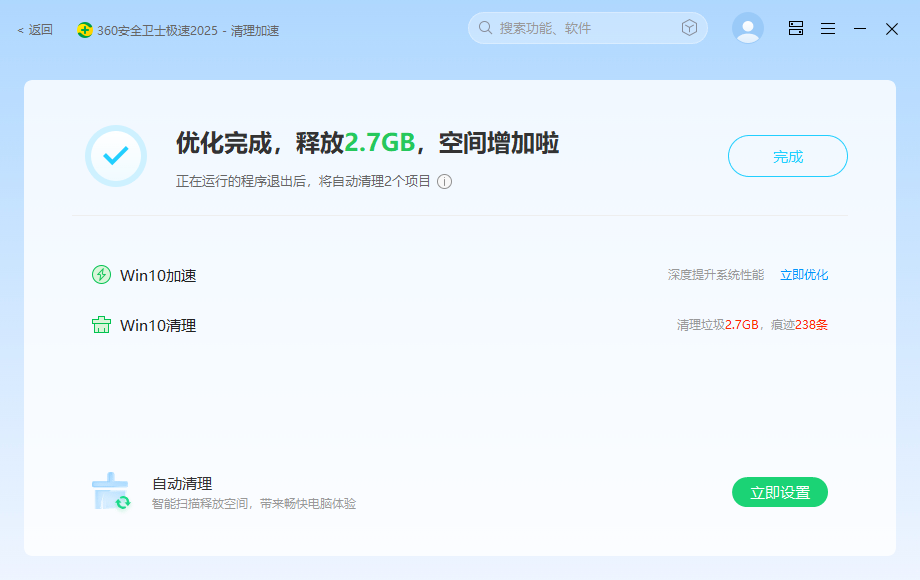 < 返回
360安全卫士极速2025 - 清理加速
搜索功能、软件
优化完成，释放2.7GB，空间增加啦
正在运行的程序退出后，将自动清理2个项目
完成
Win10加速
深度提升系统性能 立即优化
Win10清理
清理垃圾2.7GB，痕迹238条
自动清理
智能扫描释放空间，带来畅快电脑体验
立即设置